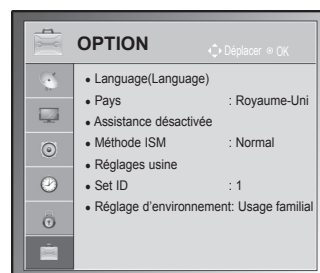 OPTION
Déplacer OK
• Language(Language)
• Pays : Royaume-Uni
• Assistance désactivée
• Méthode ISM : Normal
• Réglages usine
• Set ID : 1
• Réglage d'environnement: Usage familial